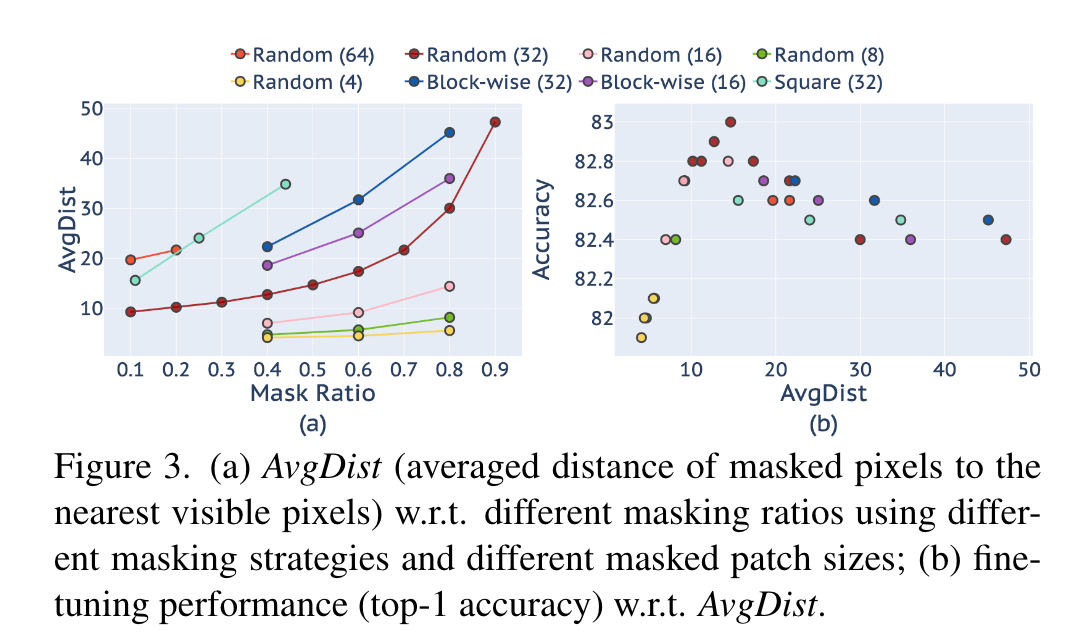 Random (64) Random (32) Random (16) Random (8)
Random (4) Block-wise (32) Block-wise (16) Square (32)
50
40
30
20
10
AvgDist
0.1 0.2 0.3 0.4 0.5 0.6 0.7 0.8 0.9
Mask Ratio
(a)
83
82.8
82.6
82.4
82.2
82
Accuracy
10 20 30 40 50
AvgDist
(b)
Figure 3. (a) AvgDist (averaged distance of masked pixels to the
nearest visible pixels) w.r.t. different masking ratios using differ-
ent masking strategies and different masked patch sizes; (b) fine-
tuning performance (top-1 accuracy) w.r.t. AvgDist.